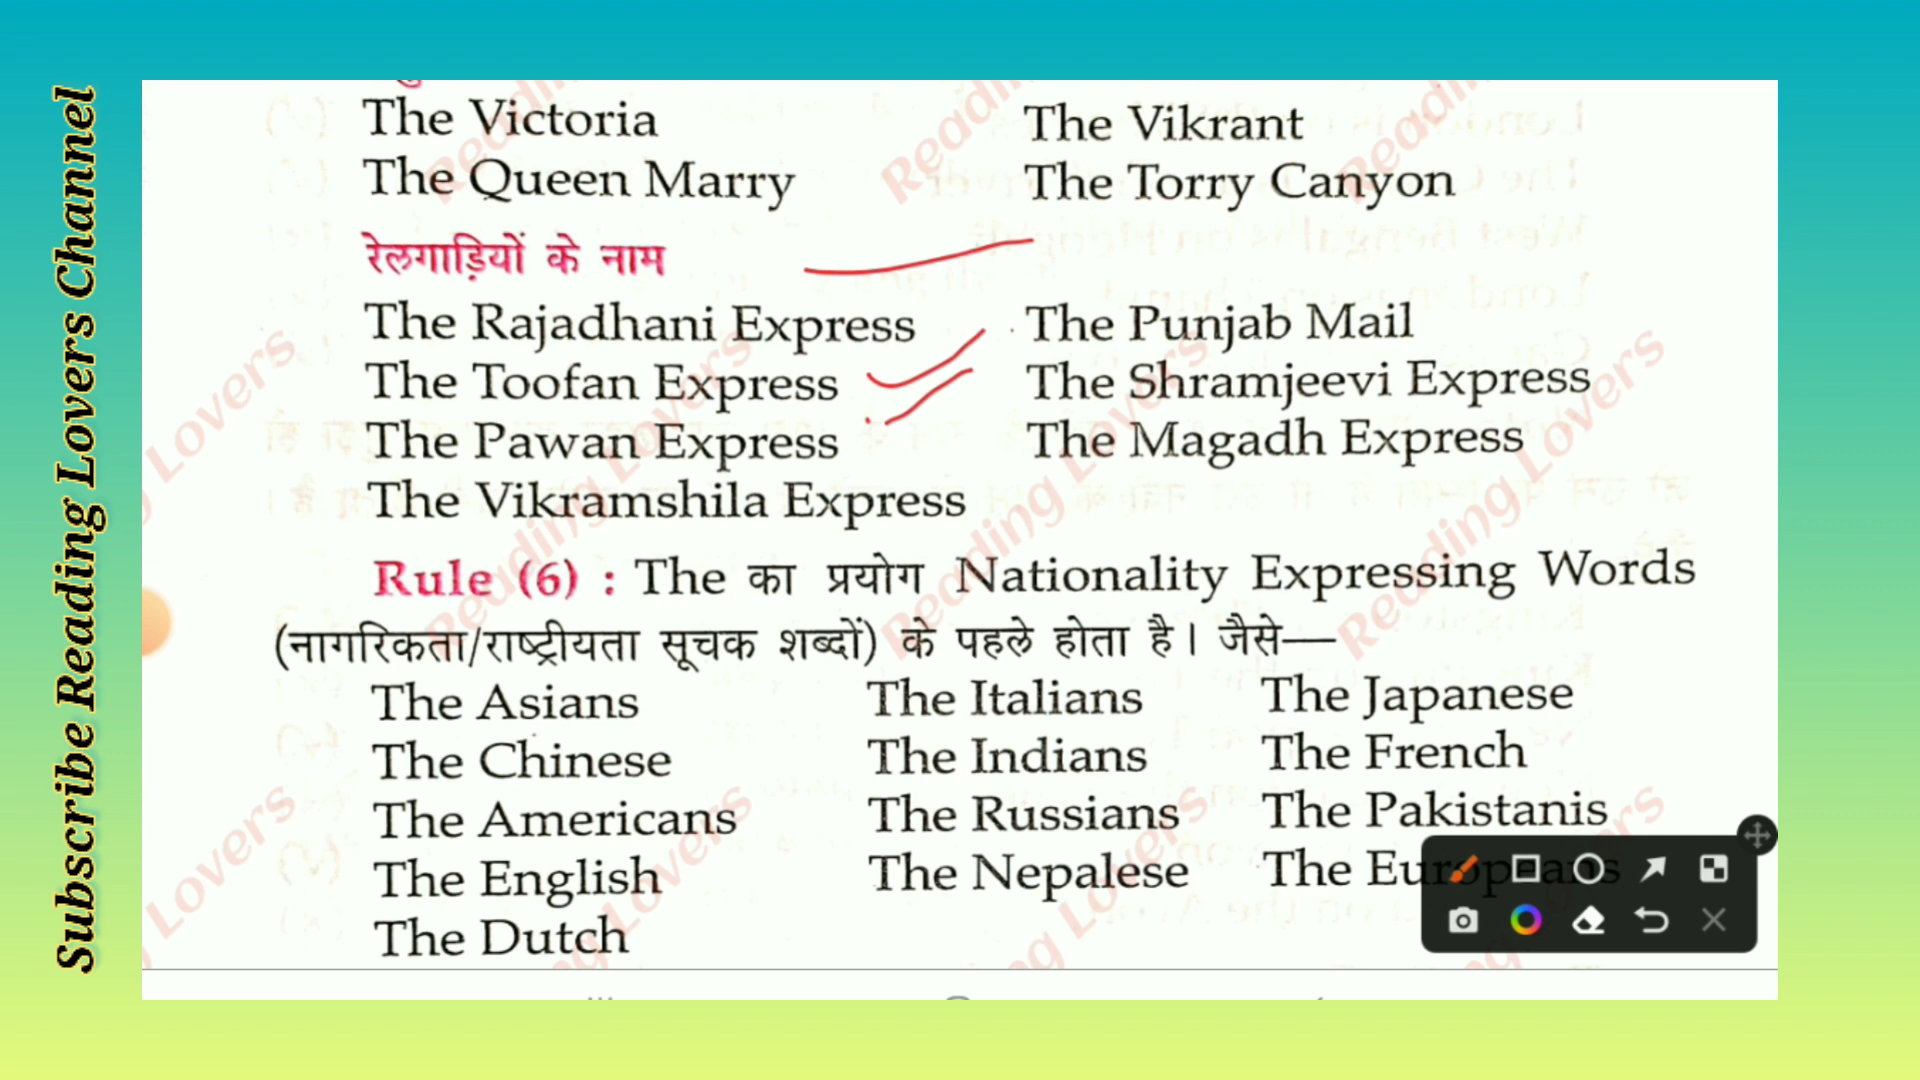 Subscribe Reading Lovers Channel
The Victoria The Vikrant
The Queen Marry The Torry Canyon
रेलगाड़ियों के नाम
The Rajadhani Express The Punjab Mail
The Toofan Express The Shramjeevi Express
The Pawan Express The Magadh Express
The Vikramshila Express
Rule (6) : The का प्रयोग Nationality Expressing Words
(नागरिकता/राष्ट्रीयता सूचक शब्दों) के पहले होता है। जैसे—
The Asians The Italians The Japanese
The Chinese The Indians The French
The Americans The Russians The Pakistanis
The English The Nepalese The Europeans
The Dutch